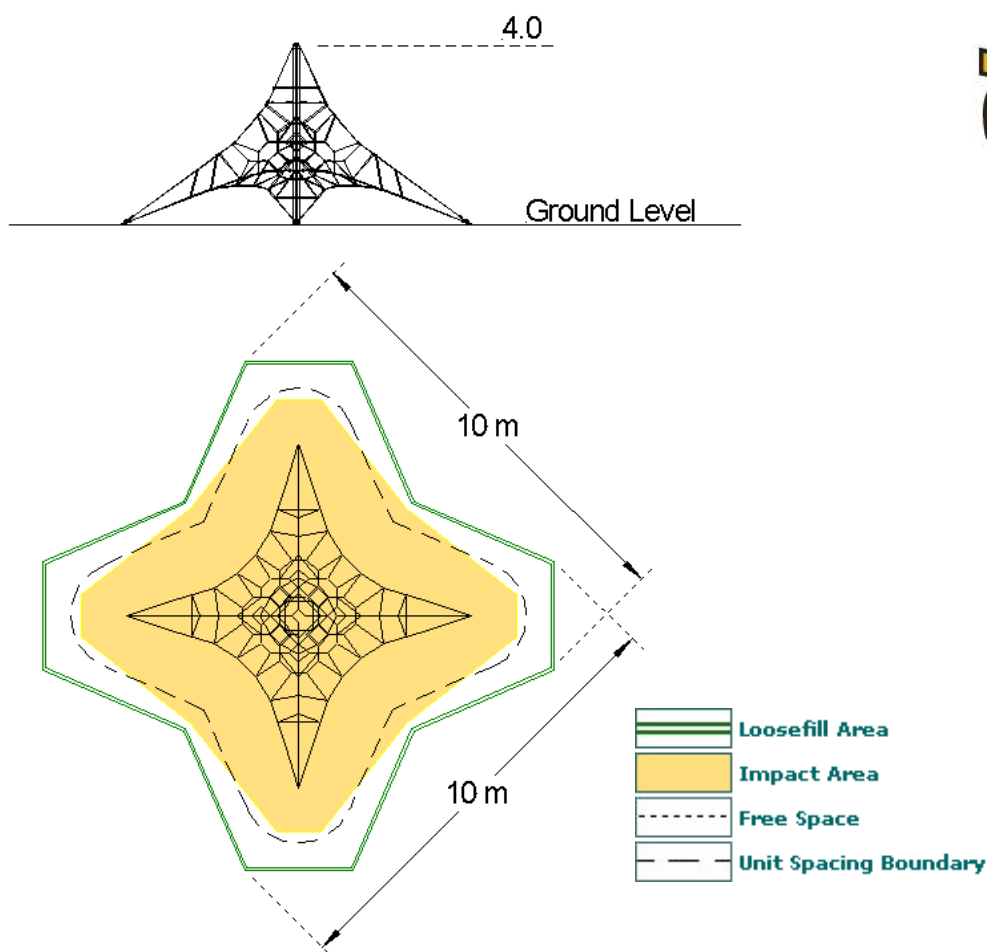 4.0
Ground Level
10 m
10 m
Loosefill Area
Impact Area
Free Space
Unit Spacing Boundary